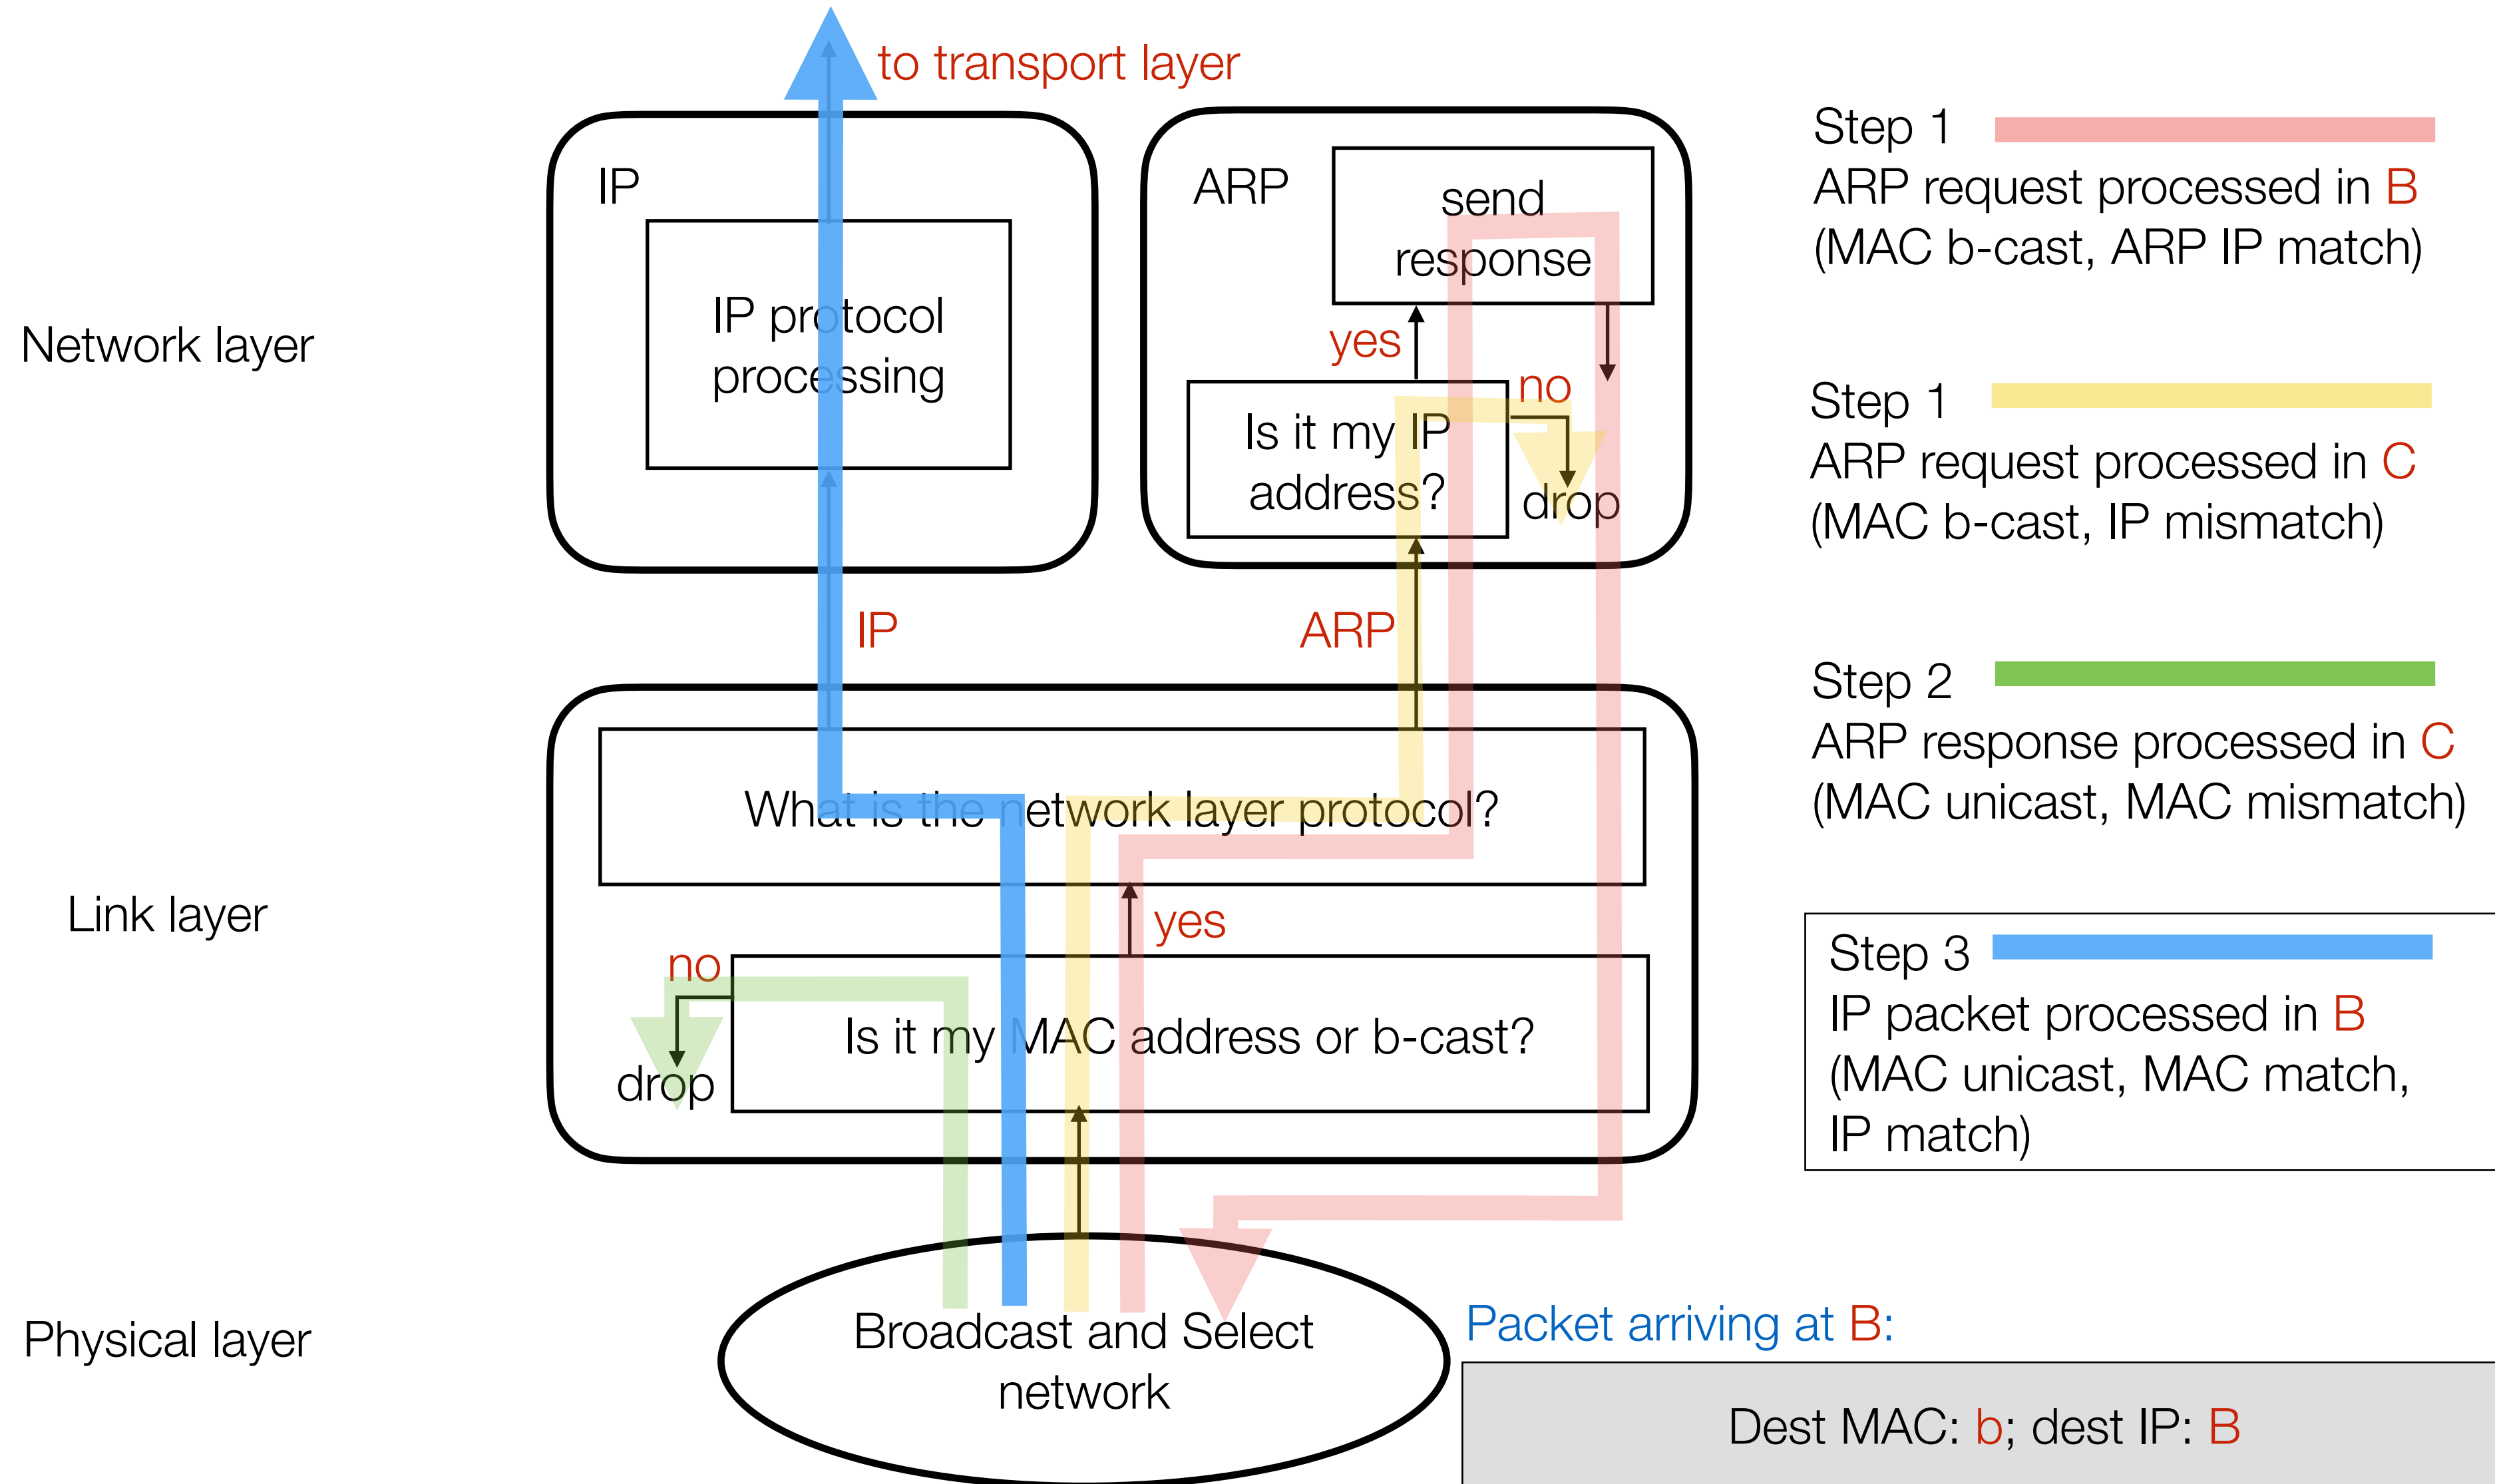 to transport layer
IP
ARP
send
response
IP protocol
processing
yes
no
Is it my IP
address?
drop
Network layer
IP
ARP
What is the network layer protocol?
yes
no
Is it my MAC address or b-cast?
drop
Link layer
Broadcast and Select
network
Physical layer
Step 1
ARP request processed in B
(MAC b-cast, ARP IP match)
Step 1
ARP request processed in C
(MAC b-cast, IP mismatch)
Step 2
ARP response processed in C
(MAC unicast, MAC mismatch)
Step 3
IP packet processed in B
(MAC unicast, MAC match,
IP match)
Packet arriving at B:
Dest MAC: b; dest IP: B